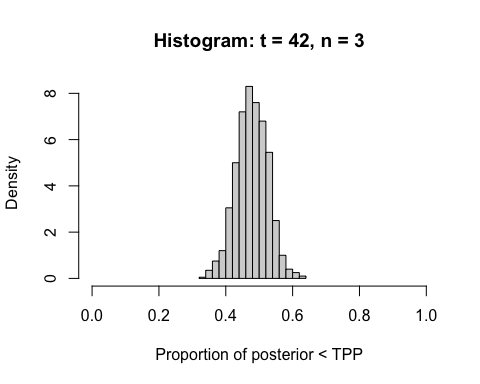 Histogram: t = 42, n = 3
Density
8
6
4
2
0
0.0 0.2 0.4 0.6 0.8 1.0
Proportion of posterior < TPP